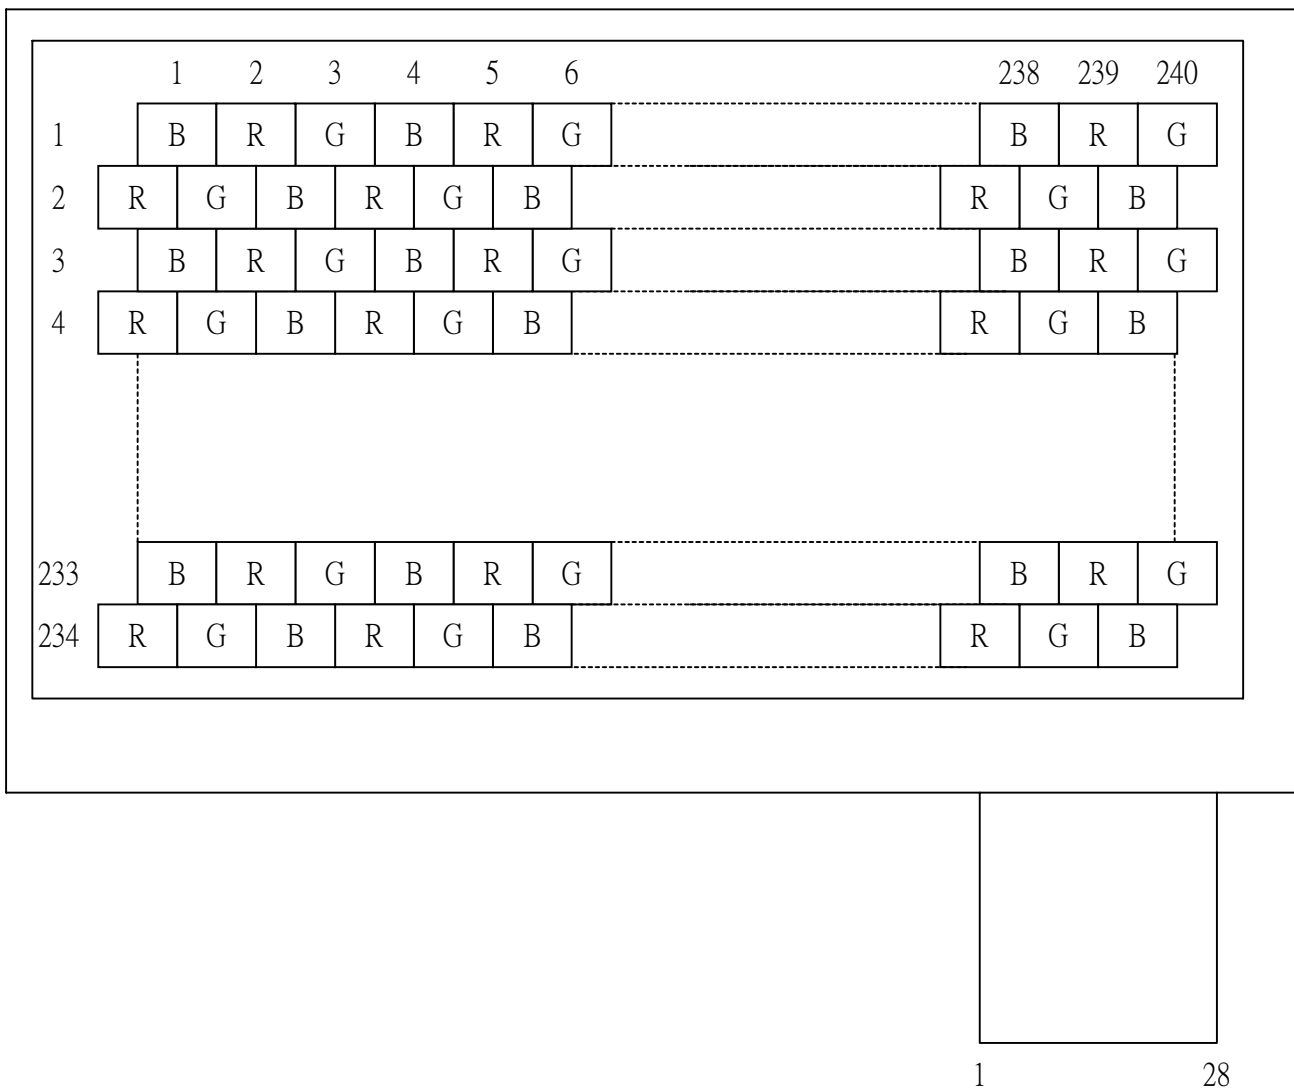 1 2 3 4 5 6 238 239 240
1 B R G B R G B R G
2 R G B R G B R G B
3 B R G B R G B R G
4 R G B R G B R G B
233 B R G B R G B R G
234 R G B R G B R G B
1 28